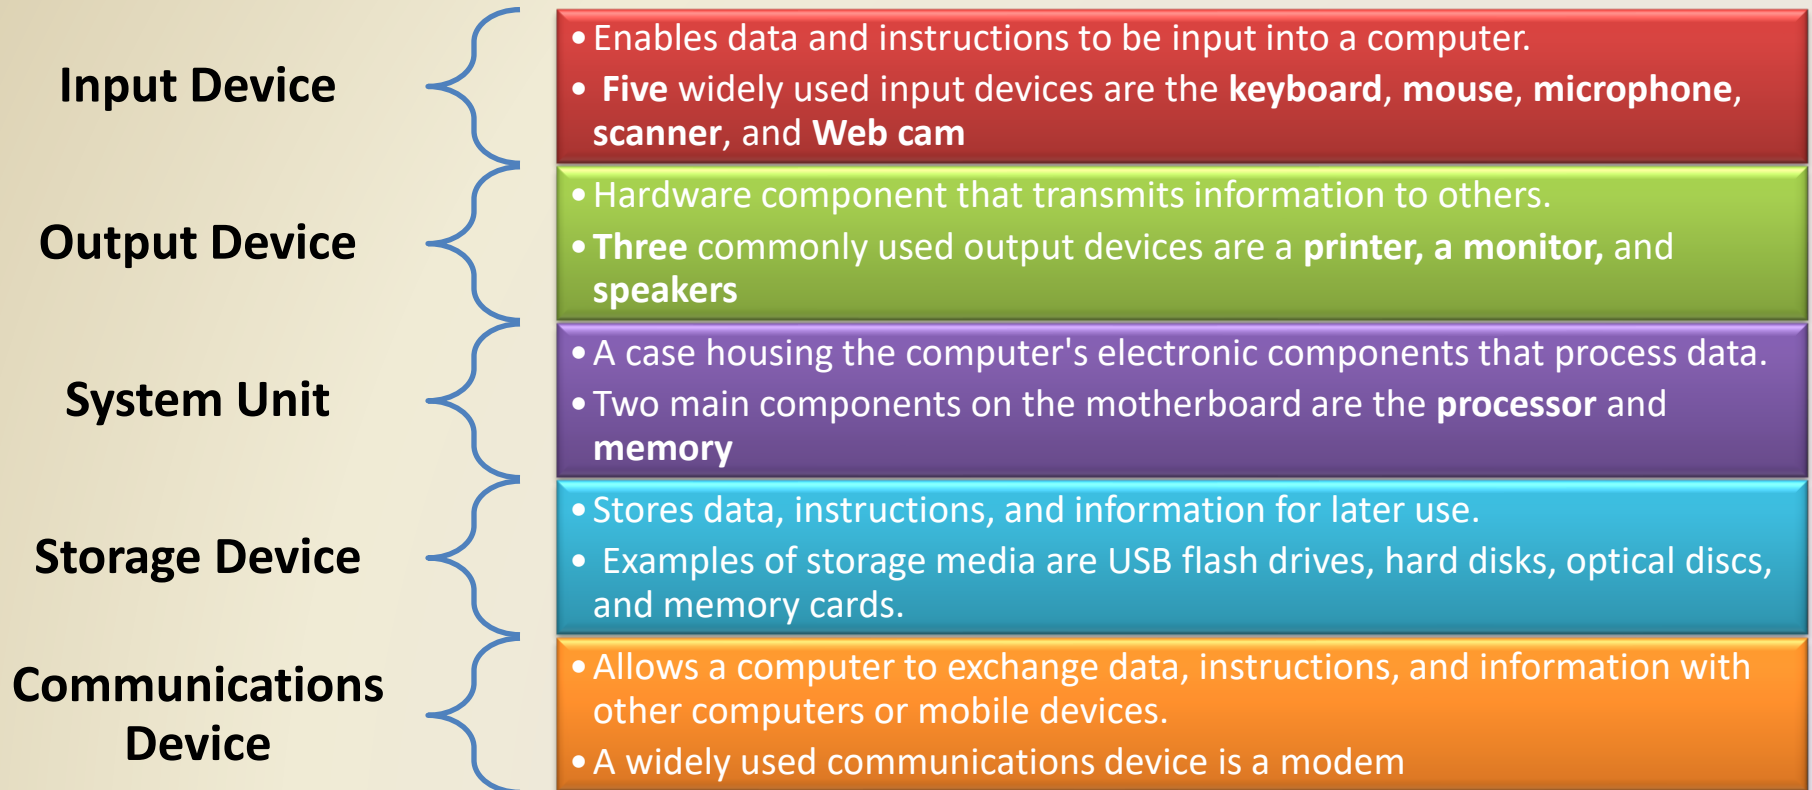 Input Device
• Enables data and instructions to be input into a computer.
• Five widely used input devices are the keyboard, mouse, microphone,
scanner, and Web cam
Output Device
• Hardware component that transmits information to others.
• Three commonly used output devices are a printer, a monitor, and
speakers
System Unit
• A case housing the computer's electronic components that process data.
• Two main components on the motherboard are the processor and
memory
Storage Device
• Stores data, instructions, and information for later use.
• Examples of storage media are USB flash drives, hard disks, optical discs,
and memory cards.
Communications
Device
• Allows a computer to exchange data, instructions, and information with
other computers or mobile devices.
• A widely used communications device is a modem